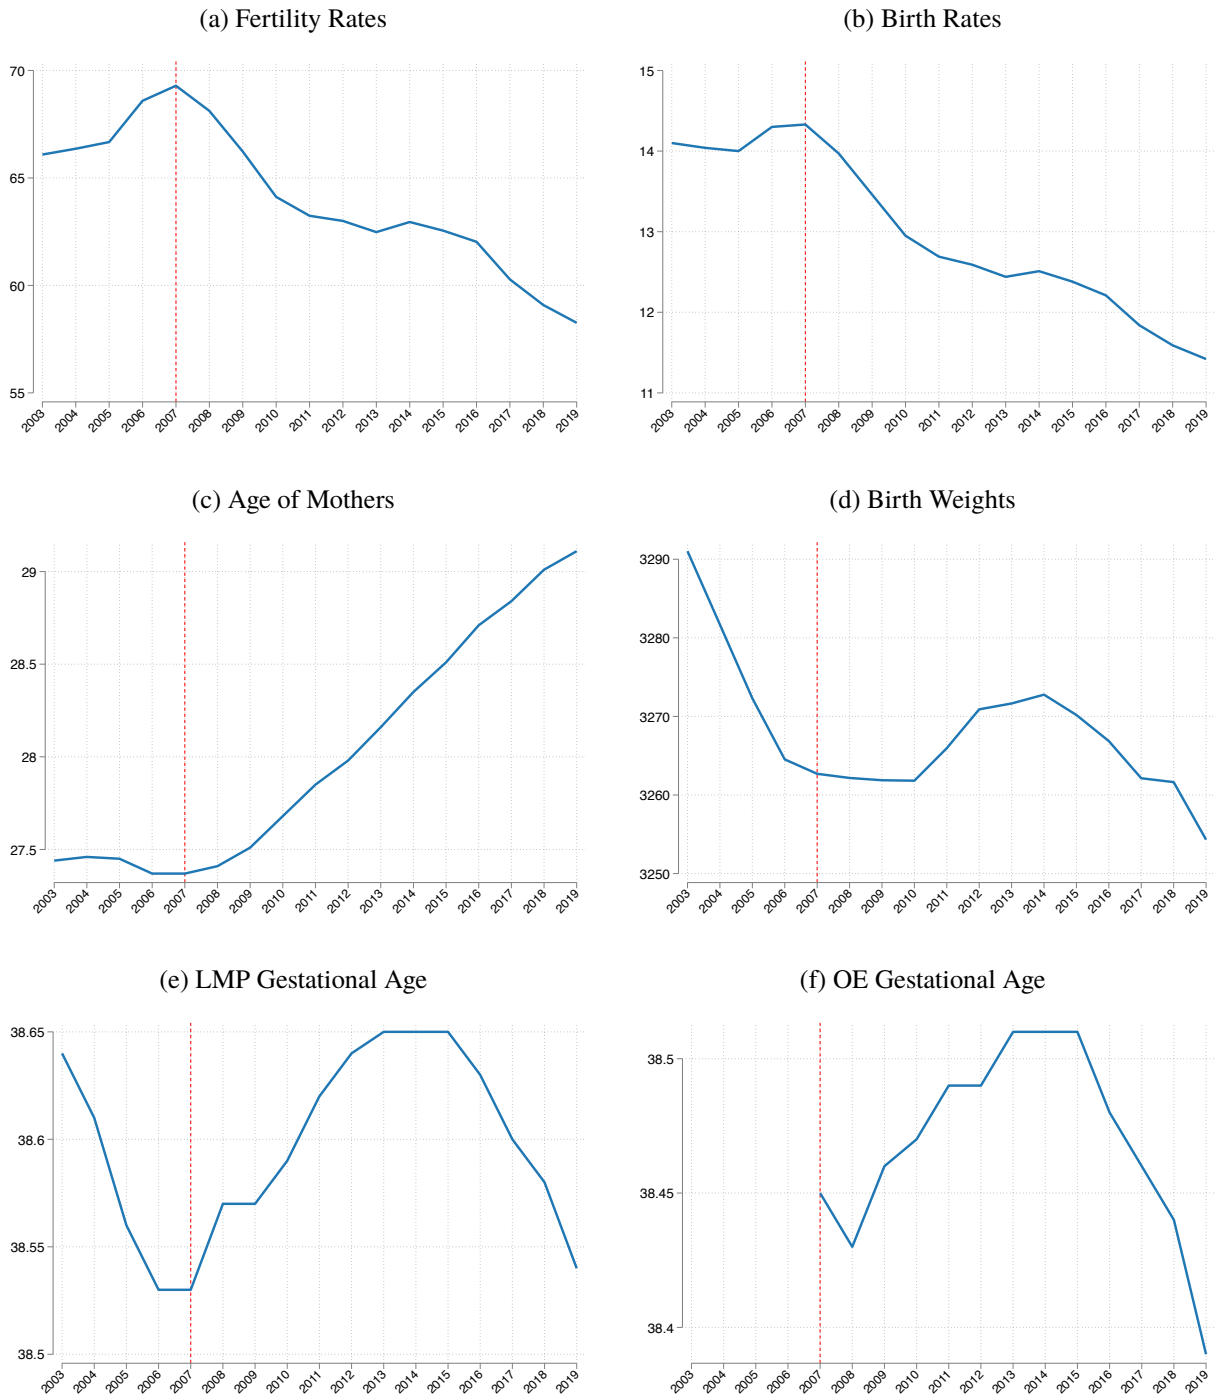 (a) Fertility Rates
70
65
60
55
2003 2004 2005 2006 2007 2008 2009 2010 2011 2012 2013 2014 2015 2016 2017 2018 2019
(b) Birth Rates
15
14
13
12
11
2003 2004 2005 2006 2007 2008 2009 2010 2011 2012 2013 2014 2015 2016 2017 2018 2019
(c) Age of Mothers
29
28.5
28
27.5
2003 2004 2005 2006 2007 2008 2009 2010 2011 2012 2013 2014 2015 2016 2017 2018 2019
(d) Birth Weights
3290
3280
3270
3260
3250
2003 2004 2005 2006 2007 2008 2009 2010 2011 2012 2013 2014 2015 2016 2017 2018 2019
(e) LMP Gestational Age
38.65
38.6
38.55
38.5
2003 2004 2005 2006 2007 2008 2009 2010 2011 2012 2013 2014 2015 2016 2017 2018 2019
(f) OE Gestational Age
38.5
38.45
38.4
2003 2004 2005 2006 2007 2008 2009 2010 2011 2012 2013 2014 2015 2016 2017 2018 2019